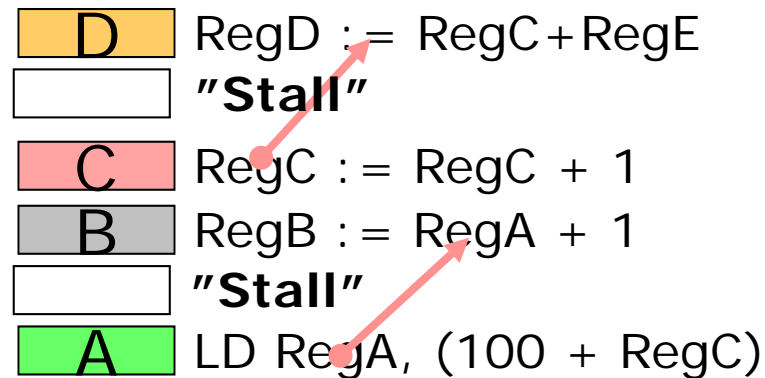 D RegD := RegC+RegE
"Stall"
C RegC := RegC + 1
B RegB := RegA + 1
"Stall"
A LD RegA, (100 + RegC)